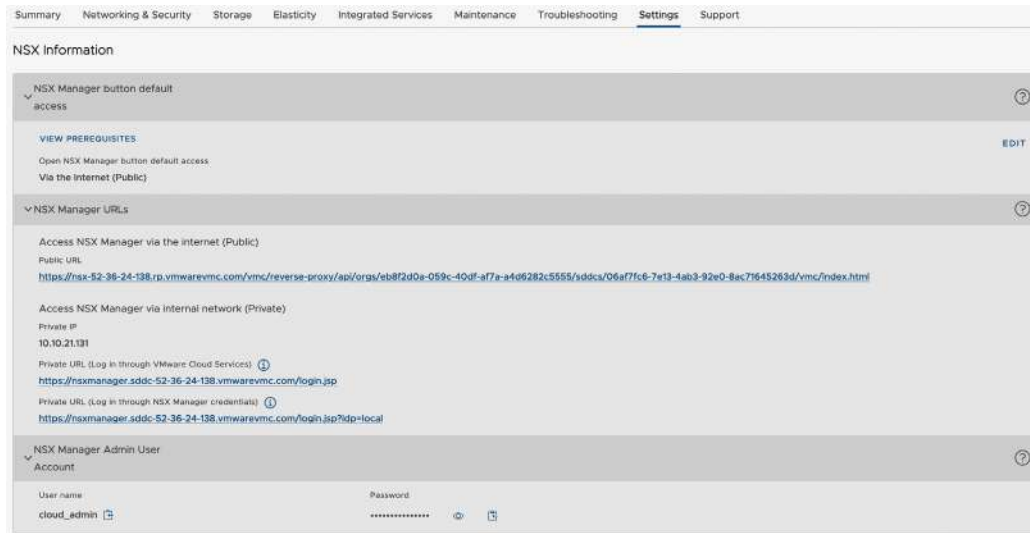 Summary Networking & Security Storage Elasticity Integrated Services Maintenance Troubleshooting Settings Support
NSX Information
NSX Manager button default
access
VIEW PREREQUISITES
EDIT
Open NSX Manager button default access
Via the Internet (Public)
NSX Manager URLs
Access NSX Manager via the internet (Public)
Public URL
https://nsx-52-36-24-138.rp.vmwarevmc.com/vmc/reverse-proxy/api/orgs/eb8f2d0a-059c-40df-af7a-a4d6282c5555/sddcs/06af7fc6-7e13-4ab3-92e0-8ac71645263d/vmc/index.html
Access NSX Manager via internal network (Private)
Private IP
10.10.21.131
Private URL (Log in through VMware Cloud Services)
https://nsxmanager.sddc-52-36-24-138.vmwarevmc.com/login.jsp
Private URL (Log in through NSX Manager credentials)
https://nsxmanager.sddc-52-36-24-138.vmwarevmc.com/login.jsp?idp=local
NSX Manager Admin User
Account
User name Password
cloud_admin ***************